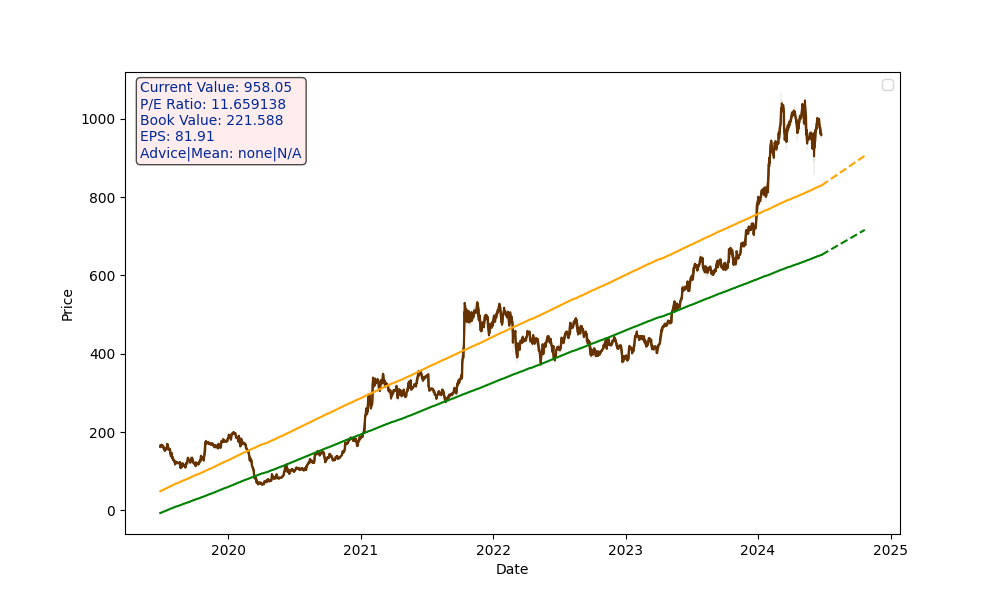 Current Value: 958.05
P/E Ratio: 11.659138
Book Value: 221.588
EPS: 81.91
Advice|Mean: none|N/A
1000
800
600
400
200
0
Price
2020
2021
2022
2023
2024
2025
Date